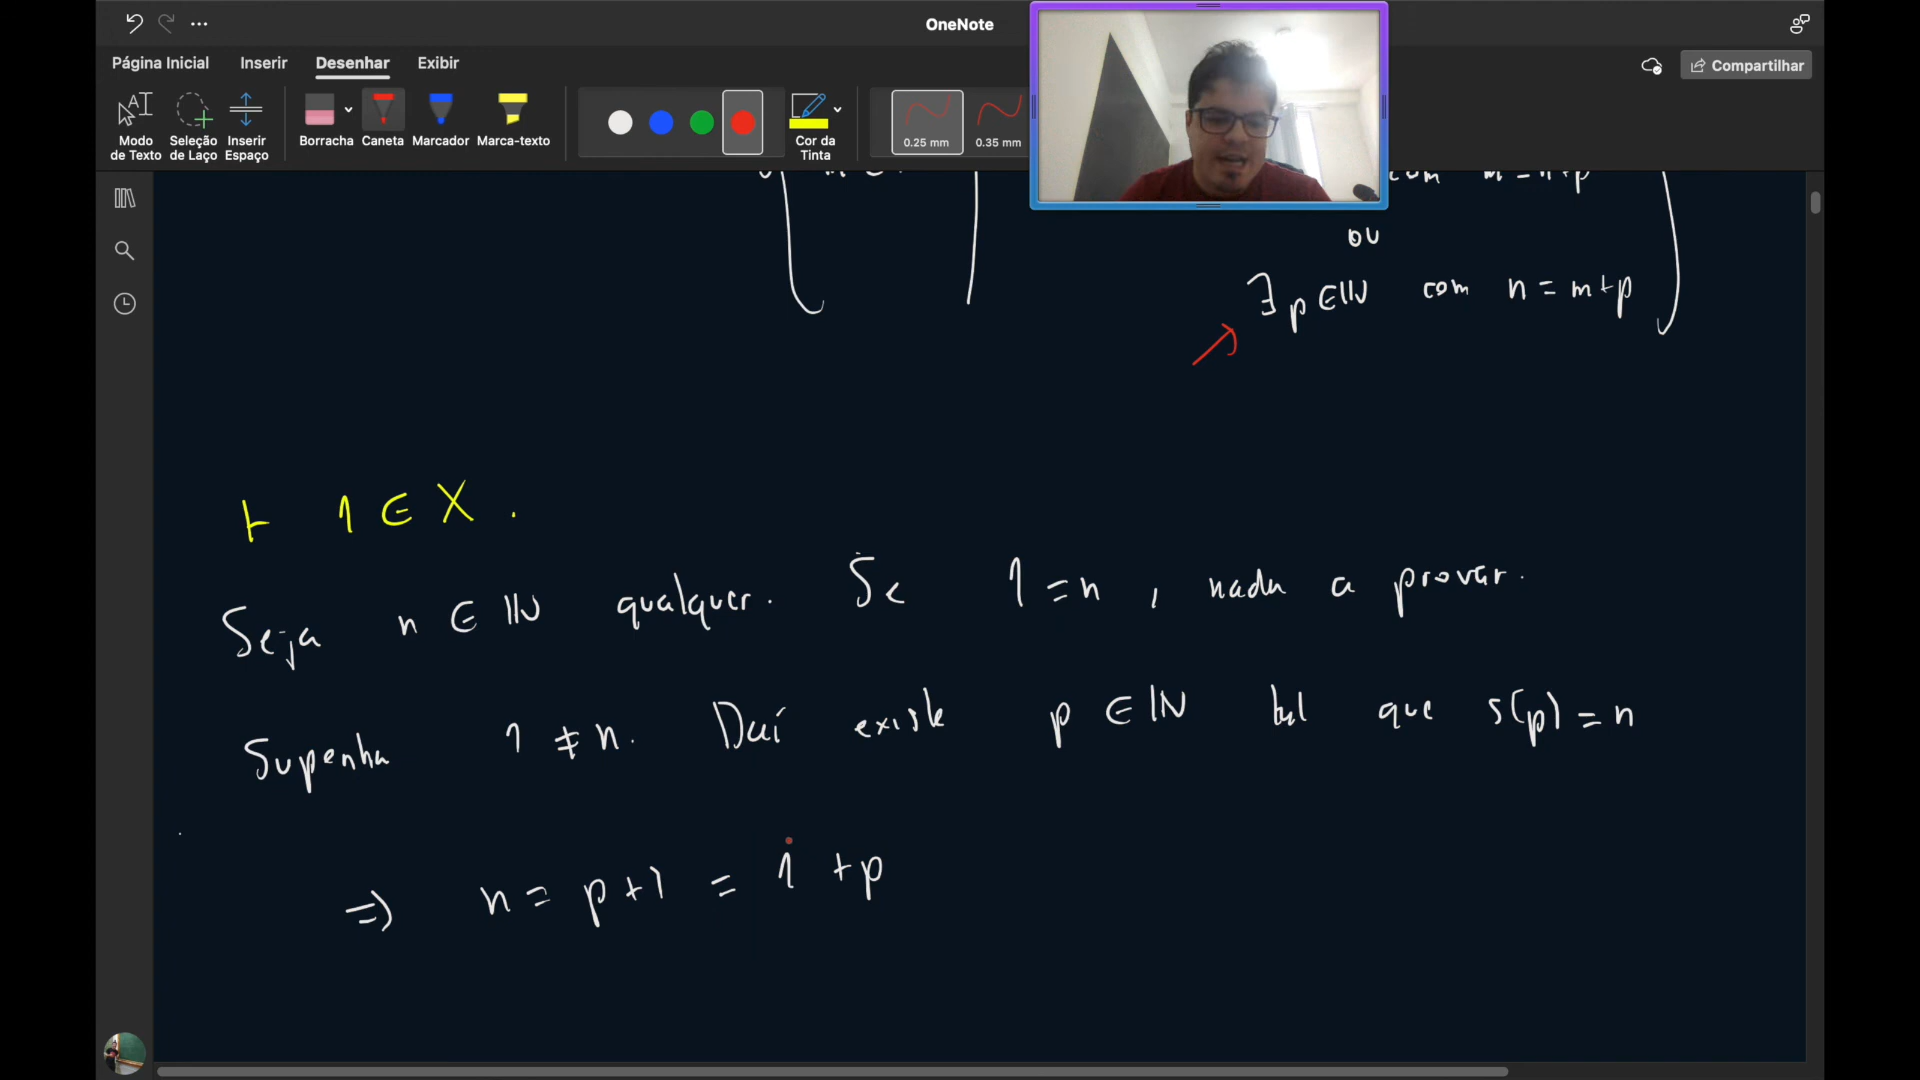 OneNote
Página Inicial Inserir Desenhar Exibir
Compartilhar
Modo de Texto
Seleção de Laço
Inserir Espaço
Borracha Caneta Marcador Marca-texto
Cor da Tinta
0.25 mm 0.35 mm
com m = n+p
ou
∃ p ∈ ℕ com n = m+p
⊢ 1 ∈ X.
Seja n ∈ ℕ qualquer. Se 1 = n, nada a provar.
Suponha 1 ≠ n. Daí existe p ∈ ℕ tal que s(p) = n
⇒ n = p+1 = 1 + p